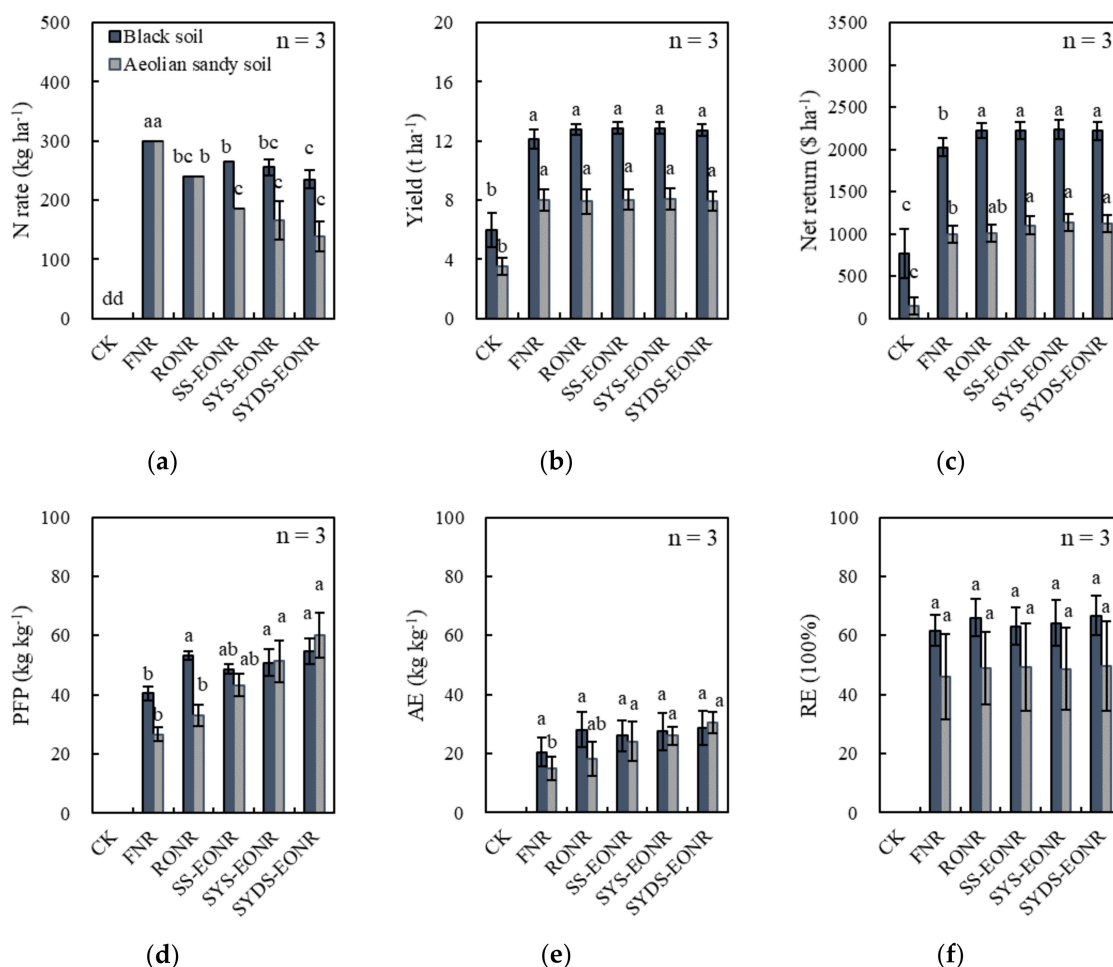 N rate (kg ha⁻¹)
500
400
300
200
100
0
Black soil
Aeolian sandy soil
n = 3
dd
aa
bc b
b
c
bc
c
c
c
CK
FNR
RONR
SS-EONR
SYS-EONR
SYDS-EONR
(a)
Yield (t ha⁻¹)
20
16
12
8
4
0
n = 3
b
b
a
a
a
a
a
a
a
a
a
a
CK
FNR
RONR
SS-EONR
SYS-EONR
SYDS-EONR
(b)
Net return ($ ha⁻¹)
$ 3500
3000
2500
2000
1500
1000
500
0
n = 3
c
c
b
b
a
ab
a
a
a
a
a
a
CK
FNR
RONR
SS-EONR
SYS-EONR
SYDS-EONR
(c)
PFP (kg kg⁻¹)
100
80
60
40
20
0
n = 3
b
b
a
b
ab
ab
a
a
a
a
CK
FNR
RONR
SS-EONR
SYS-EONR
SYDS-EONR
(d)
AE (kg kg⁻¹)
100
80
60
40
20
0
n = 3
a
b
a
ab
a
a
a
a
a
a
CK
FNR
RONR
SS-EONR
SYS-EONR
SYDS-EONR
(e)
RE (100%)
100
80
60
40
20
0
n = 3
a
a
a
a
a
a
a
a
a
a
CK
FNR
RONR
SS-EONR
SYS-EONR
SYDS-EONR
(f)